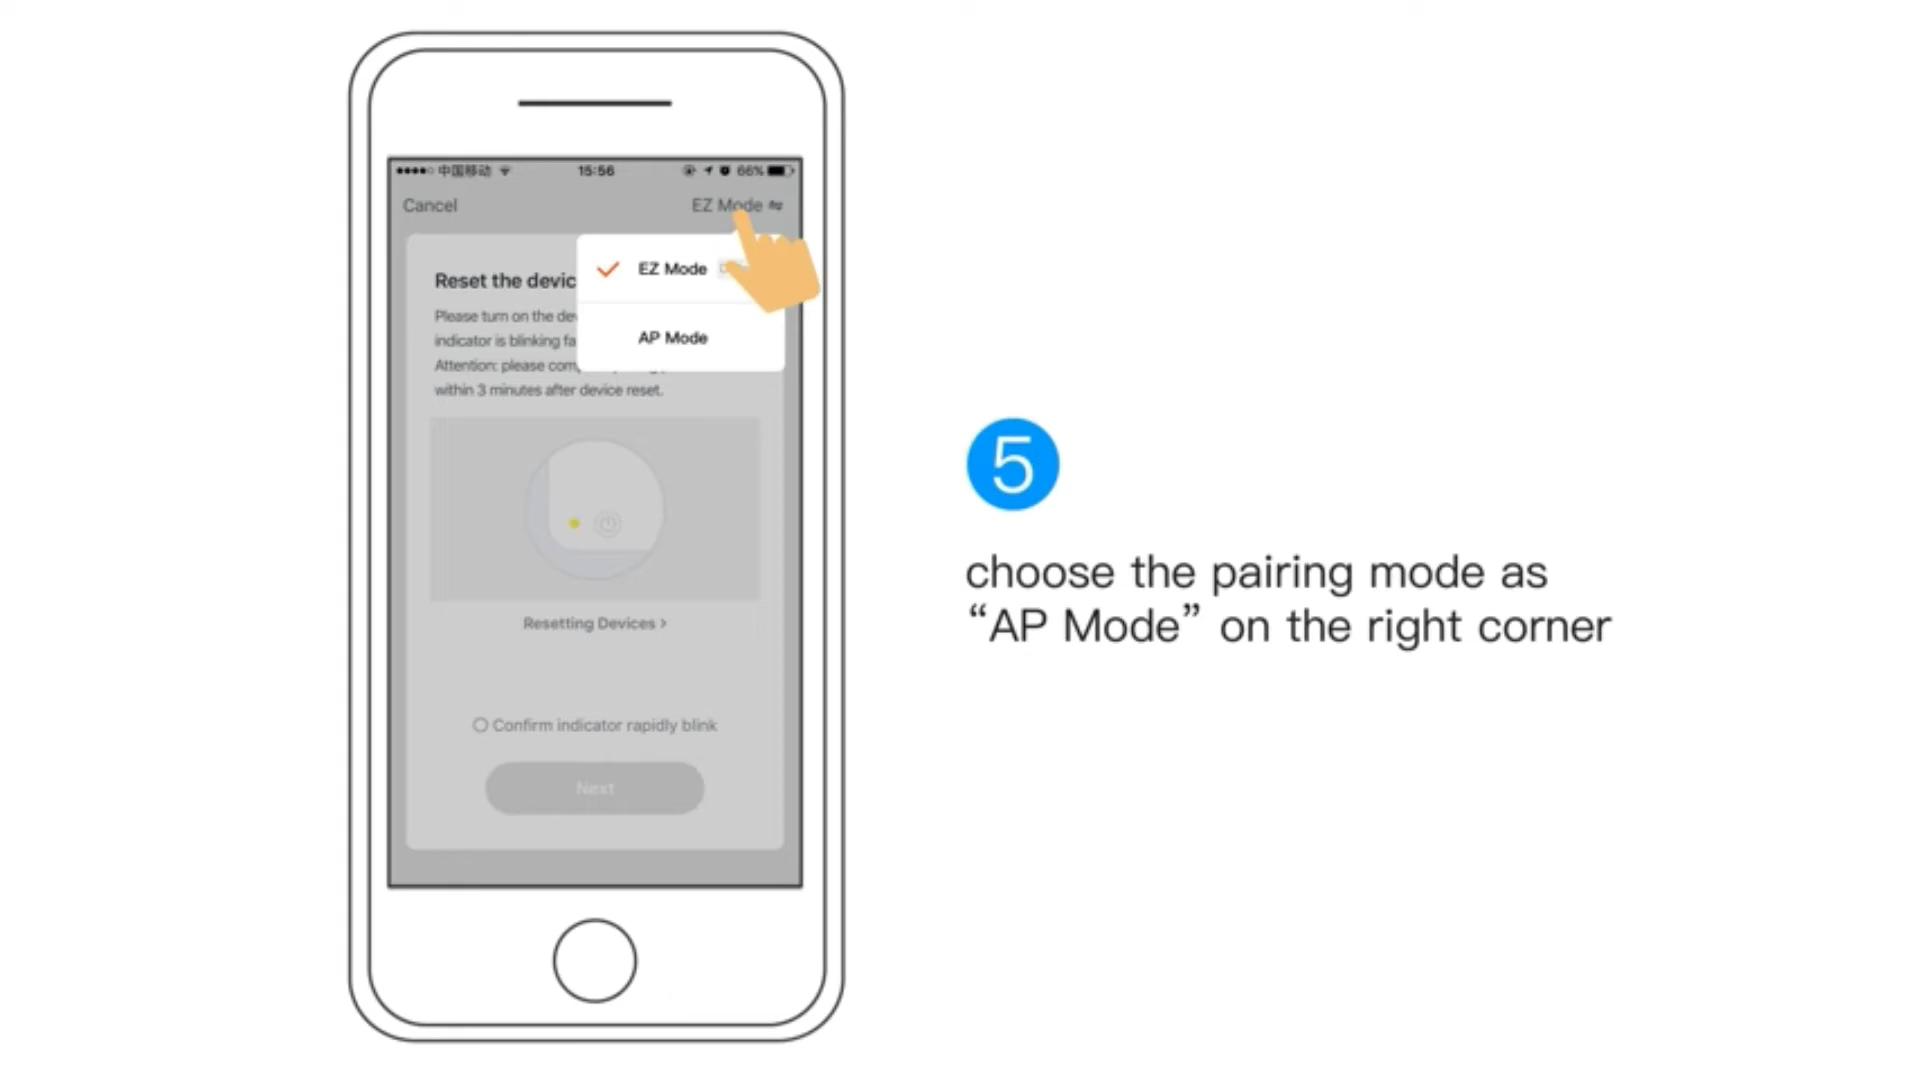 中国移动 15:56 66%
Cancel EZ Mode
EZ Mode
Reset the devic
Please turn on the de
indicator is blinking fa
AP Mode
Attention: please com
within 3 minutes after device reset.
Resetting Devices >
Confirm indicator rapidly blink
Next
5
choose the pairing mode as
“AP Mode” on the right corner